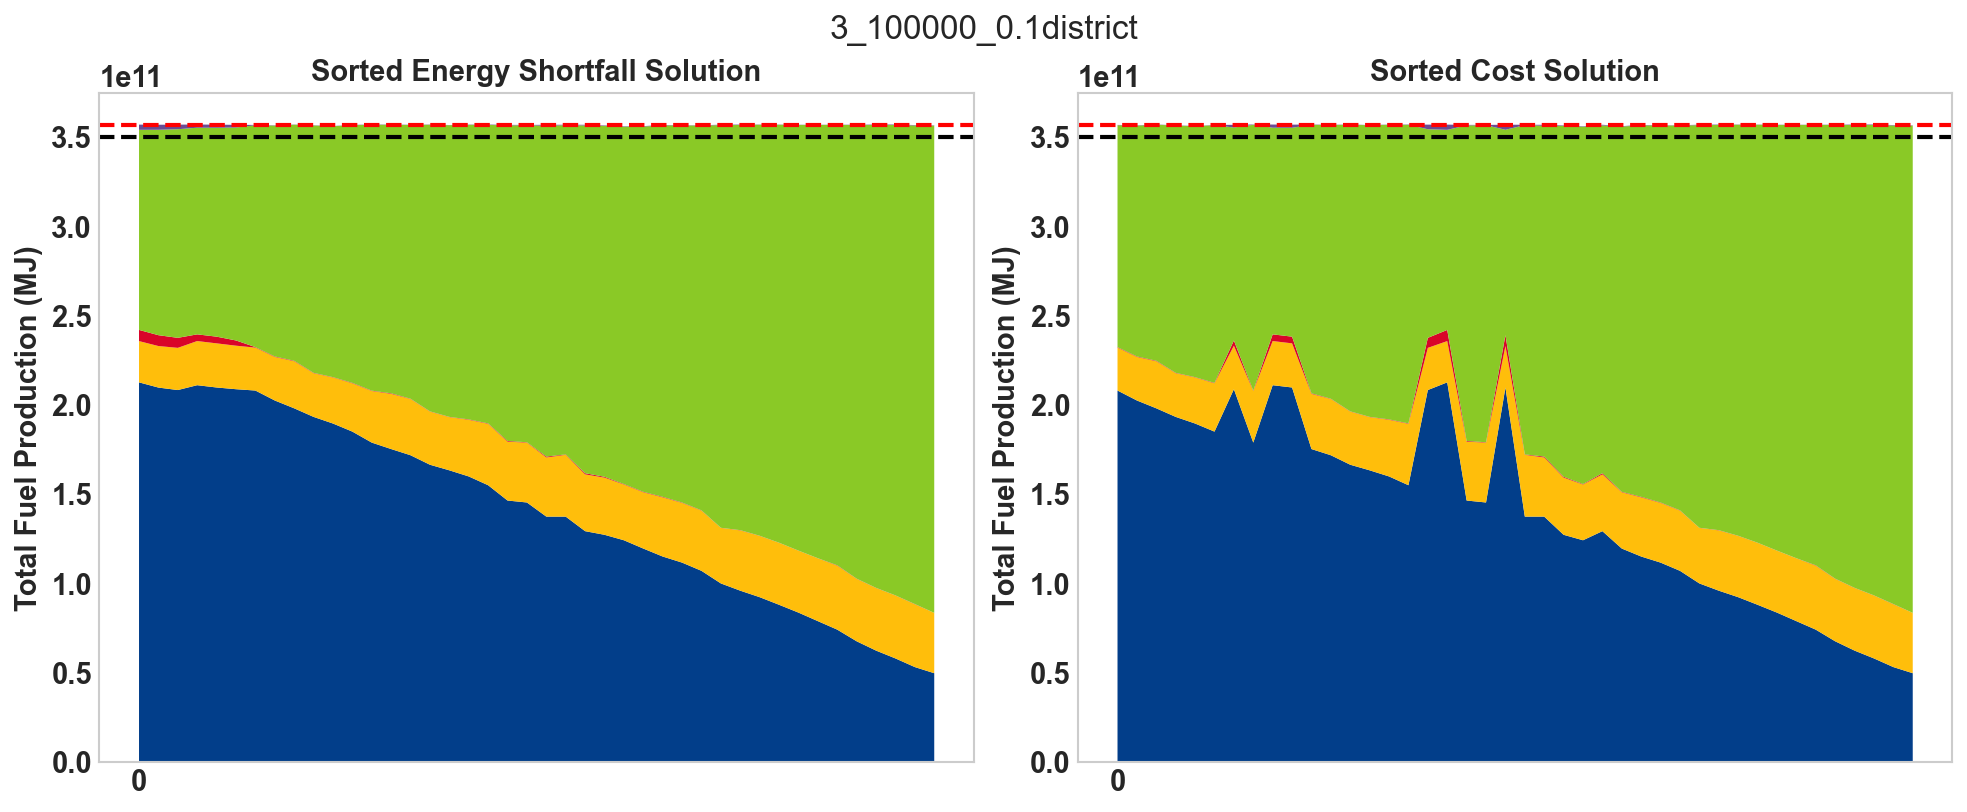 3_100000_0.1district
Sorted Energy Shortfall Solution
1e11
Total Fuel Production (MJ)
3.5
3.0
2.5
2.0
1.5
1.0
0.5
0.0
0
Sorted Cost Solution
1e11
Total Fuel Production (MJ)
3.5
3.0
2.5
2.0
1.5
1.0
0.5
0.0
0